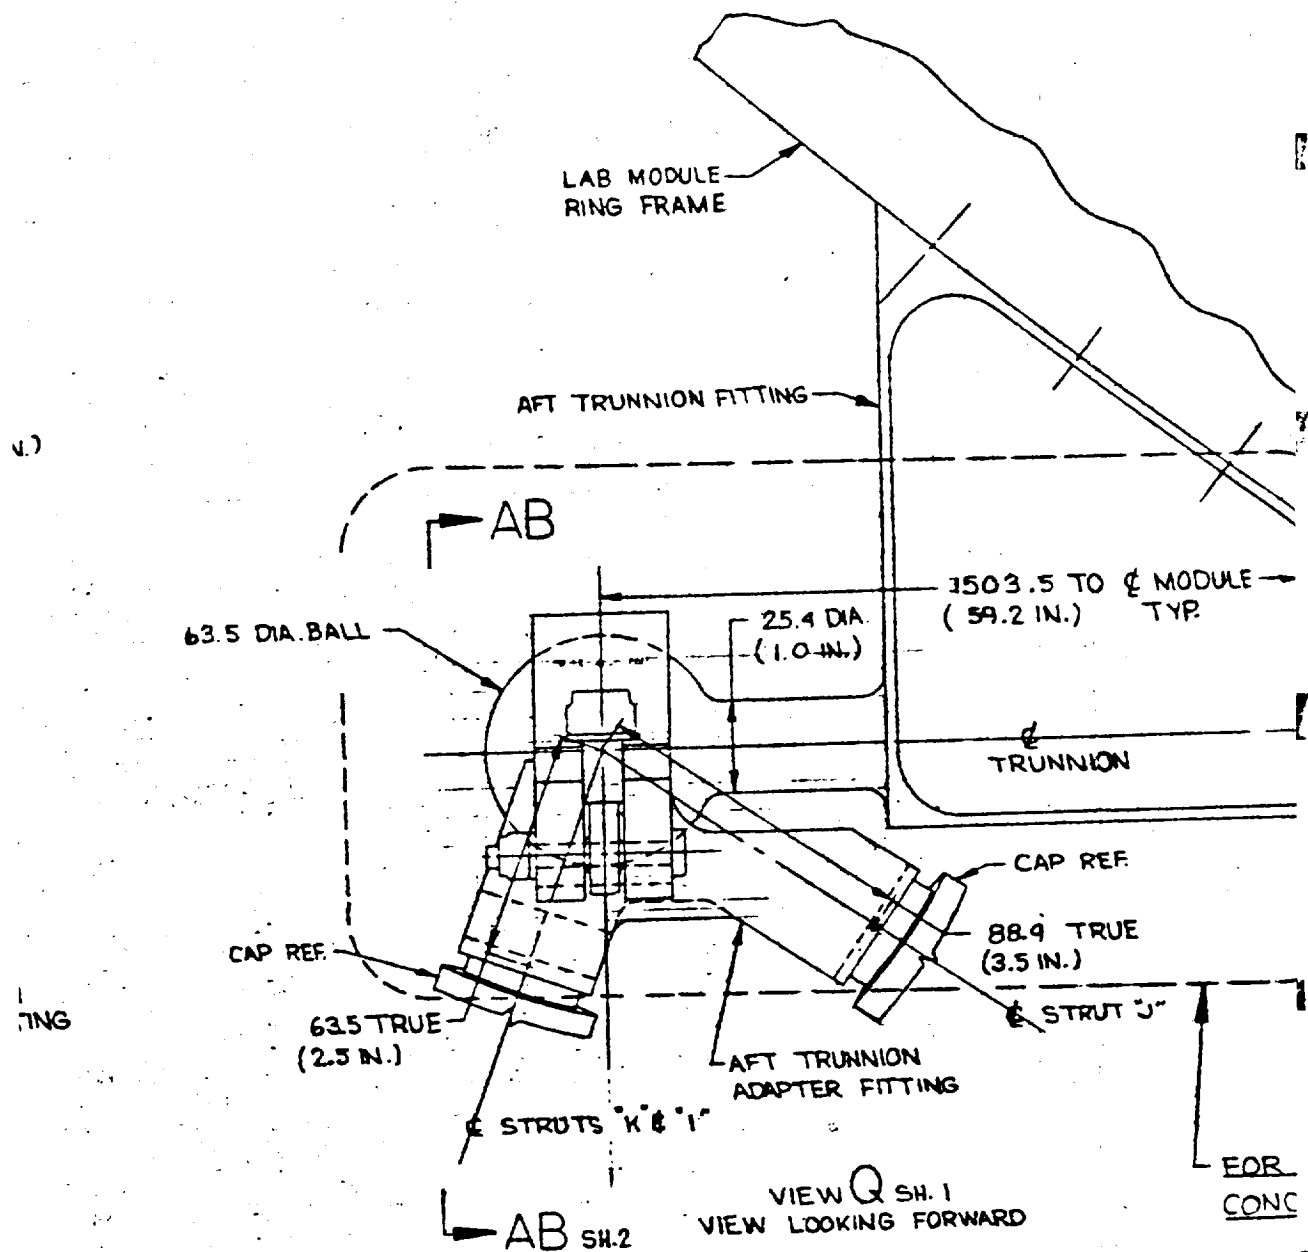 LAB MODULE
RING FRAME
AFT TRUNNION FITTING
V.)
AB
1503.5 TO ℄ MODULE
(59.2 IN.) TYP.
25.4 DIA.
(1.0 IN.)
63.5 DIA. BALL
℄
TRUNNION
CAP REF.
88.9 TRUE
(3.5 IN.)
CAP REF.
63.5 TRUE
(2.5 IN.)
℄ STRUT "J"
AFT TRUNNION
ADAPTER FITTING
℄ STRUTS "K" & "I"
VIEW Q SH. 1
VIEW LOOKING FORWARD
AB SH.2
CONC